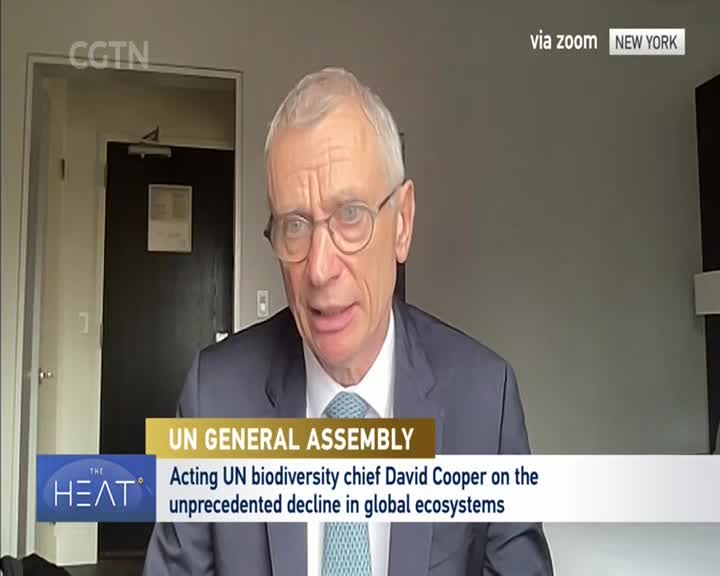 CGTN
via zoom
NEW YORK
UN GENERAL ASSEMBLY
THE
HEAT
Acting UN biodiversity chief David Cooper on the
unprecedented decline in global ecosystems